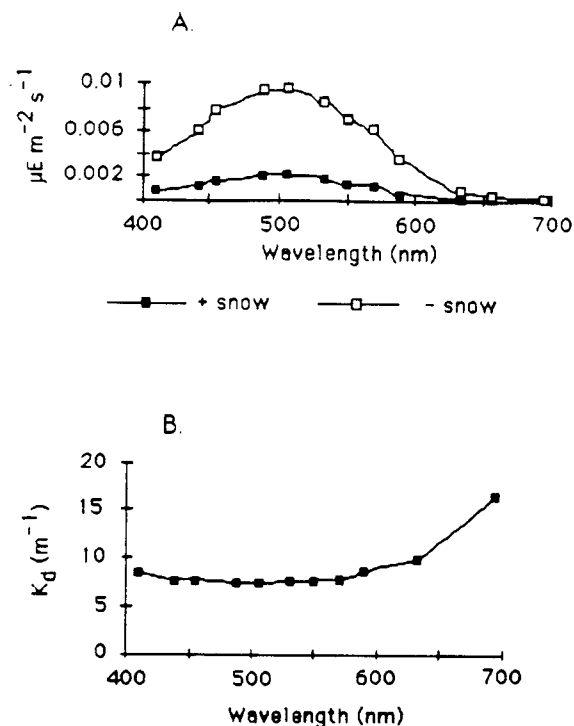 A.
µE m⁻² s⁻¹
0.01
0.006
0.002
400 500 600 700
Wavelength (nm)
+ snow - snow
B.
K_d (m⁻¹)
20
15
10
5
0
400 500 600 700
Wavelength (nm)